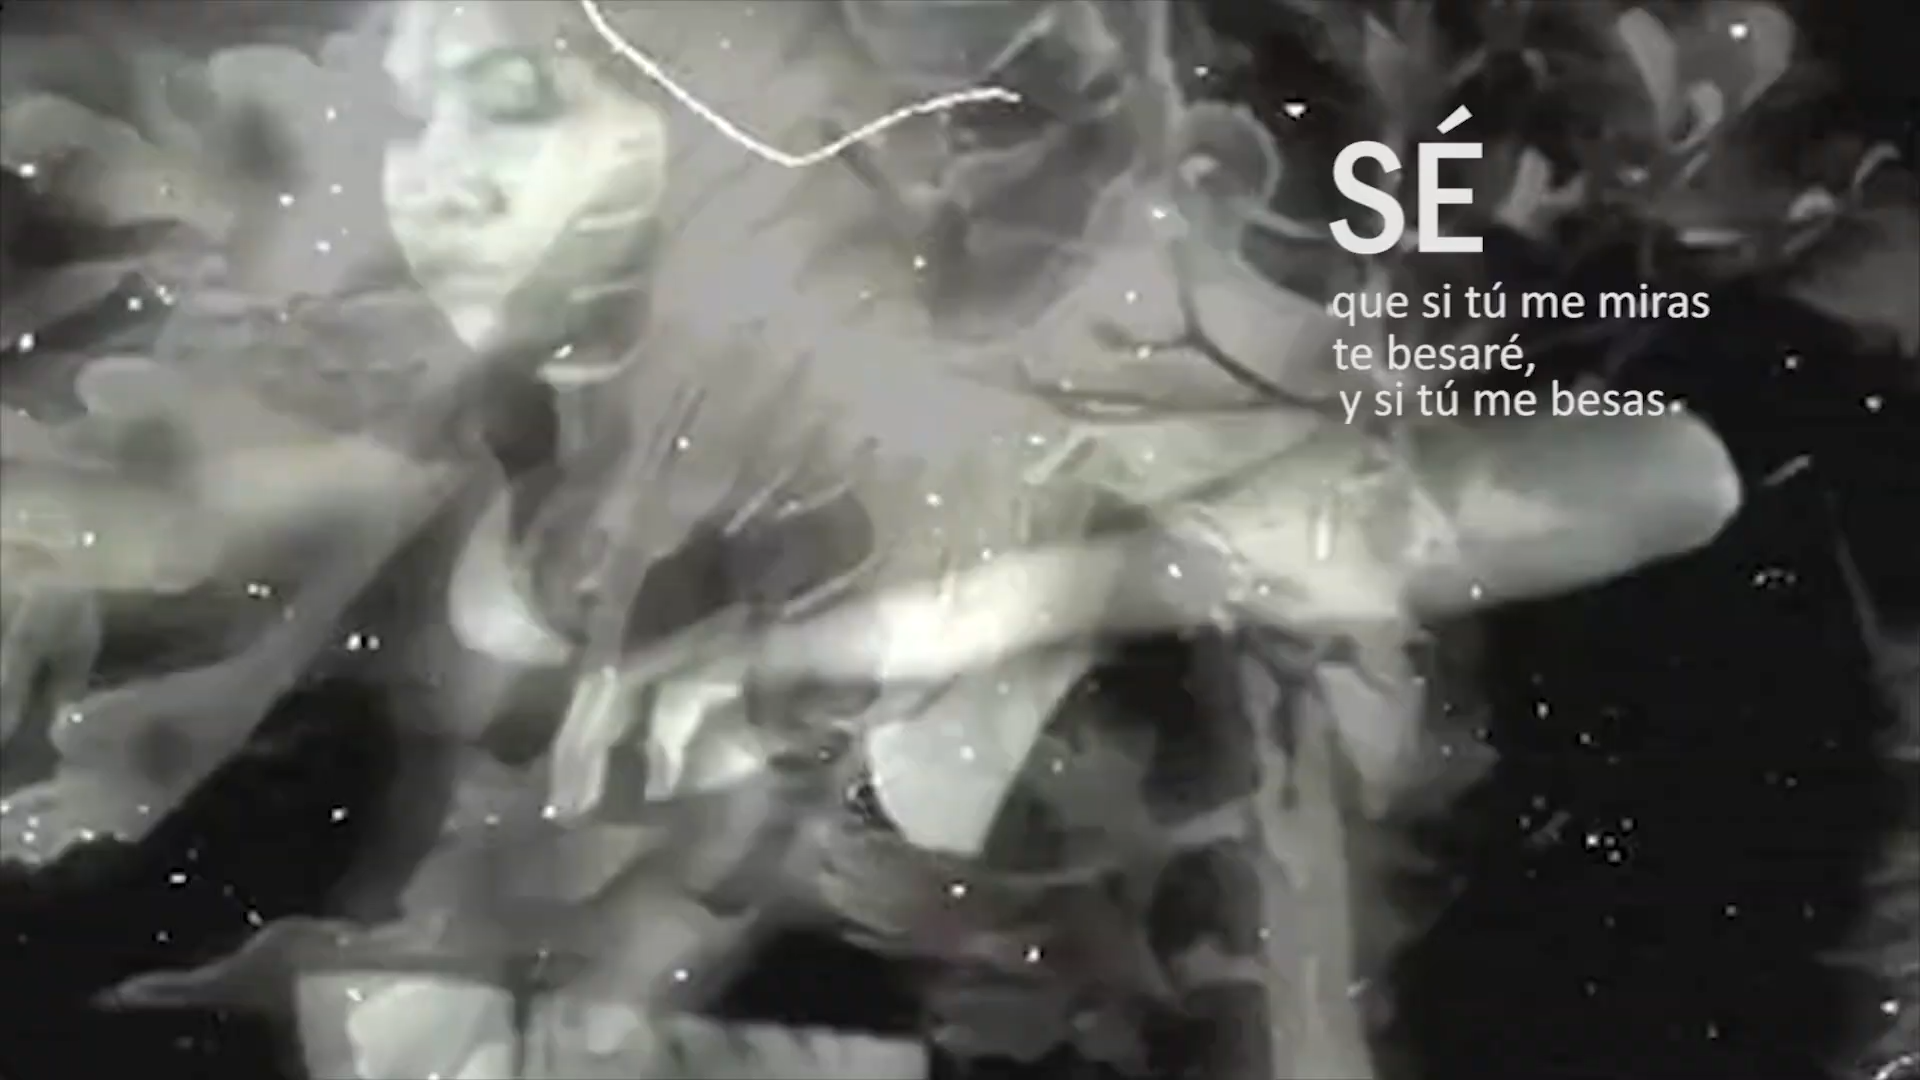 SÉ
que si tú me miras
te besaré,
y si tú me besas